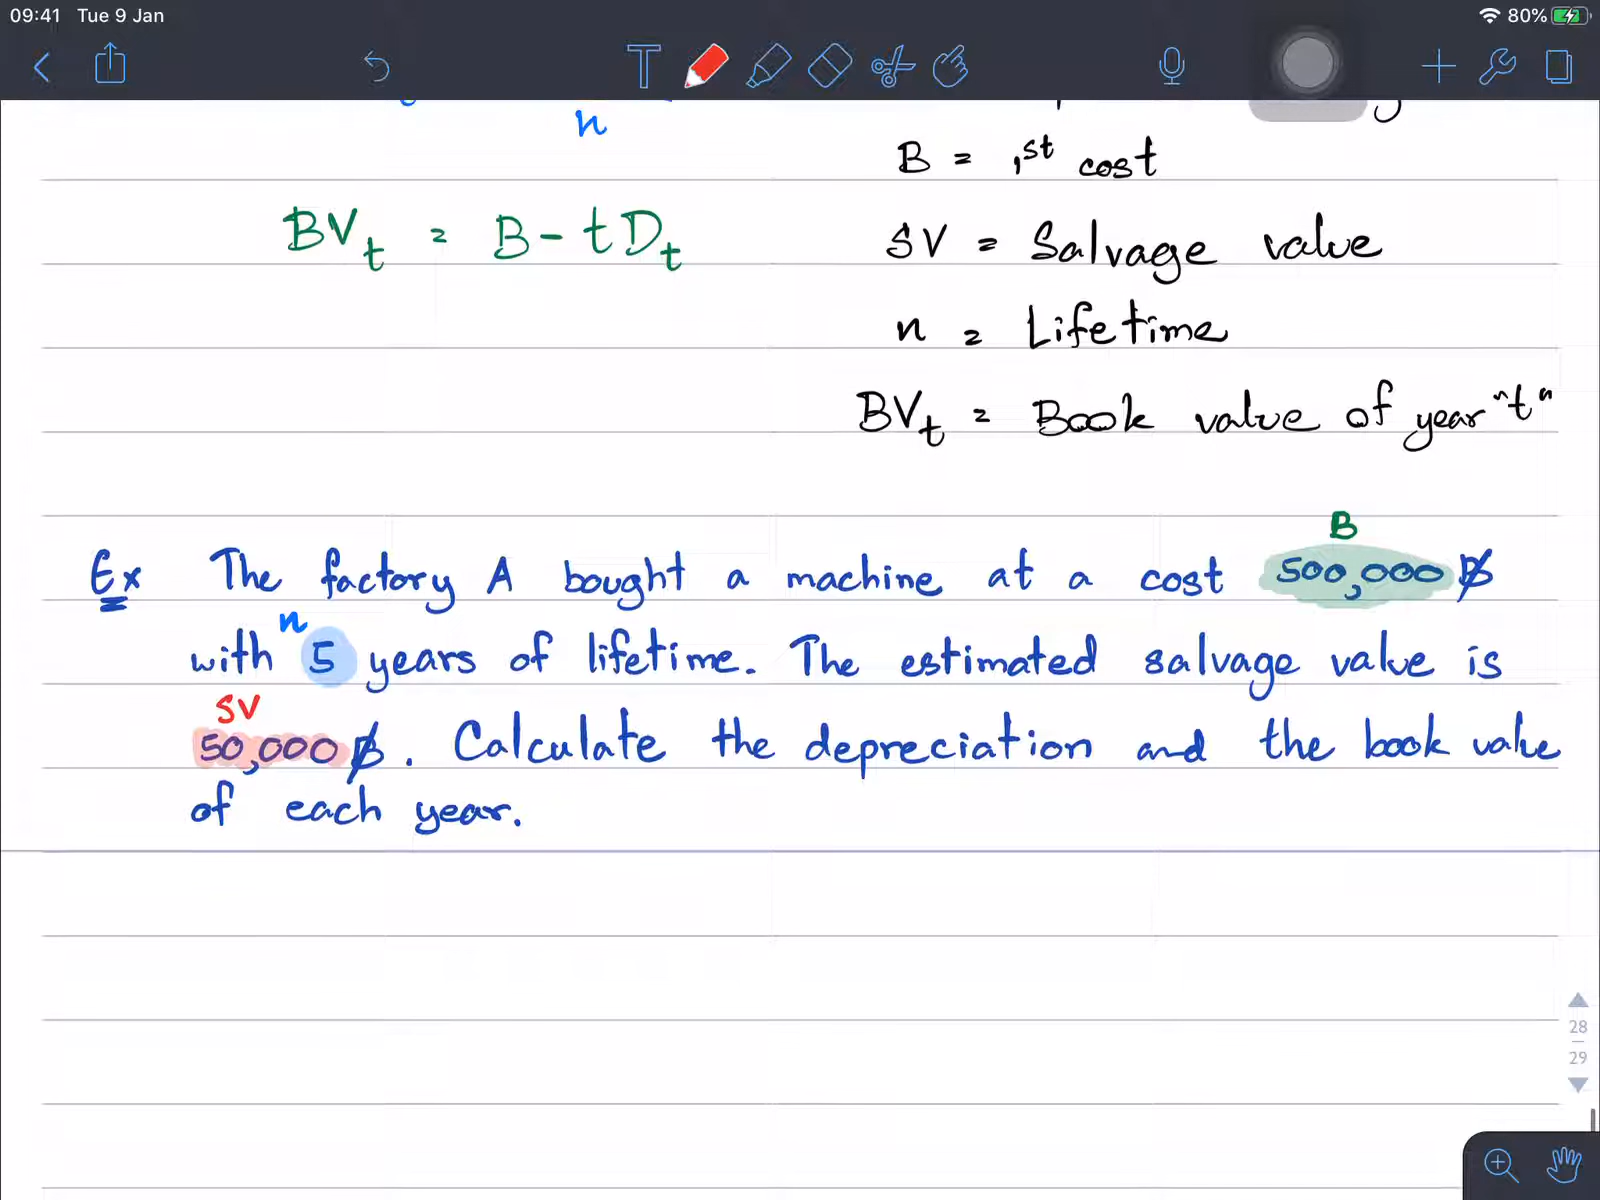 09:41 Tue 9 Jan
80%
n
B = 1st cost
BVt = B - tDt
SV = Salvage value
n = Lifetime
BVt = Book value of year "t"
B
Ex The factory A bought a machine at a cost 500,000 ฿
n
with 5 years of lifetime. The estimated salvage value is
SV
50,000 ฿. Calculate the depreciation and the book value
of each year.
28
29